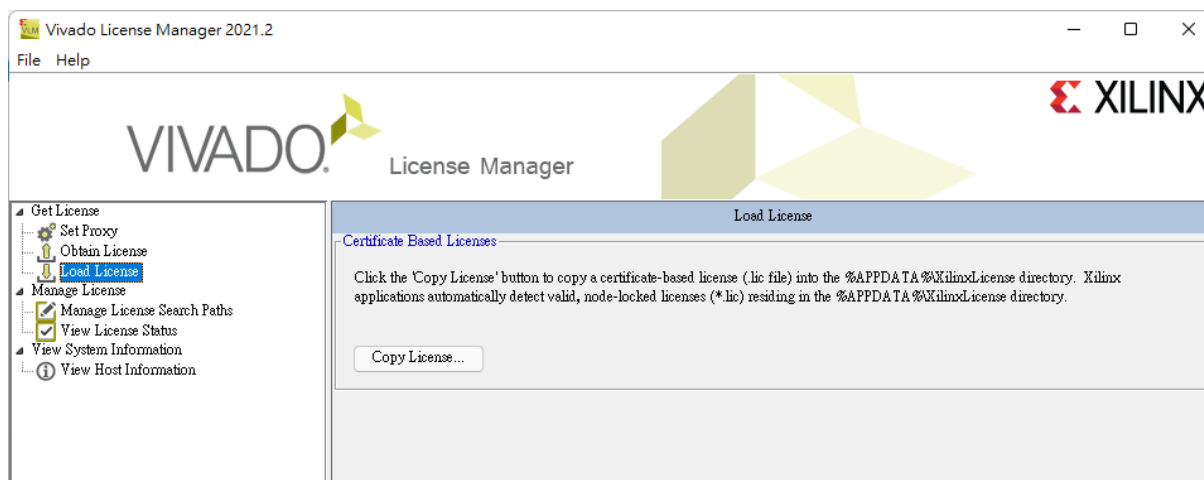 Vivado License Manager 2021.2
File Help
VIVADO.
License Manager
XILINX
Get License
Set Proxy
Obtain License
Load License
Manage License
Manage License Search Paths
View License Status
View System Information
View Host Information
Load License
Certificate Based Licenses
Click the 'Copy License' button to copy a certificate-based license (.lic file) into the %APPDATA%\XilinxLicense directory. Xilinx
applications automatically detect valid, node-locked licenses (*.lic) residing in the %APPDATA%\XilinxLicense directory.
Copy License...